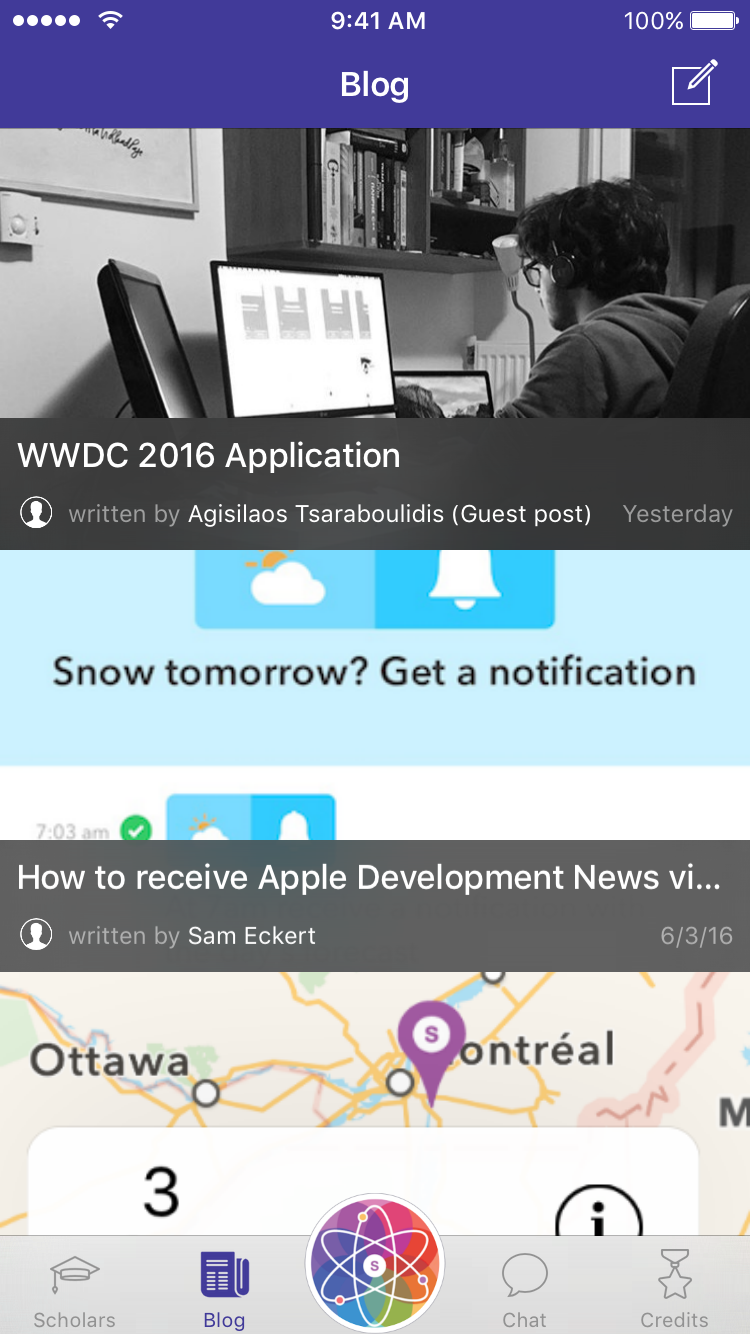 9:41 AM 100%
Blog
WWDC 2016 Application
written by Agisilaos Tsaraboulidis (Guest post) Yesterday
Snow tomorrow? Get a notification
7:03 am
How to receive Apple Development News vi...
written by Sam Eckert 6/3/16
S
Ottawa
ontréal
M
3
i
S
Scholars Blog Chat Credits